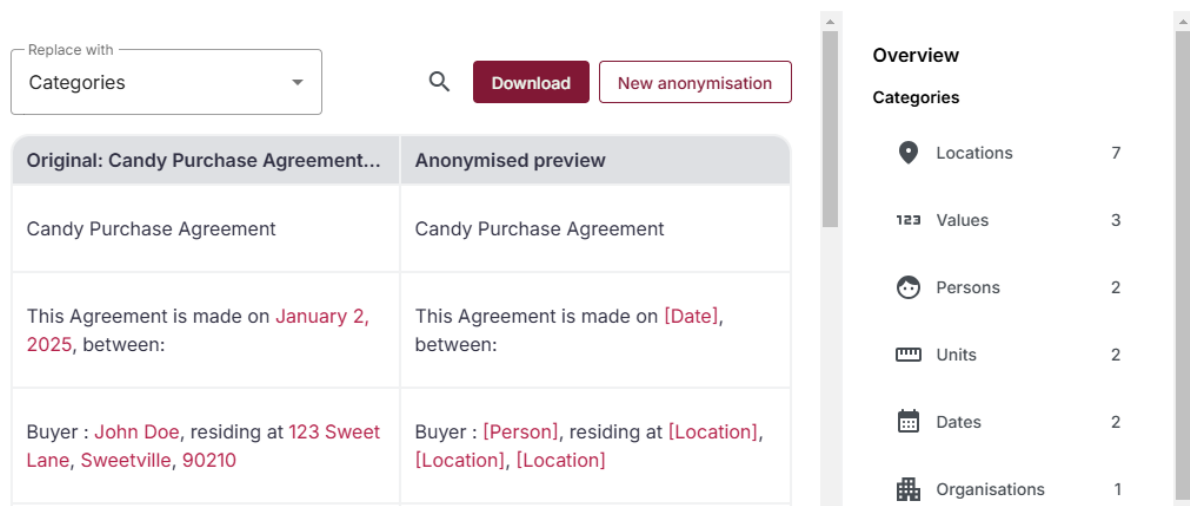 Replace with
Categories
Download
New anonymisation
Original: Candy Purchase Agreement...
Anonymised preview
Candy Purchase Agreement
Candy Purchase Agreement
This Agreement is made on January 2,
2025, between:
This Agreement is made on [Date],
between:
Buyer : John Doe, residing at 123 Sweet
Lane, Sweetville, 90210
Buyer : [Person], residing at [Location],
[Location], [Location]
Overview
Categories
Locations 7
123 Values 3
Persons 2
Units 2
Dates 2
Organisations 1